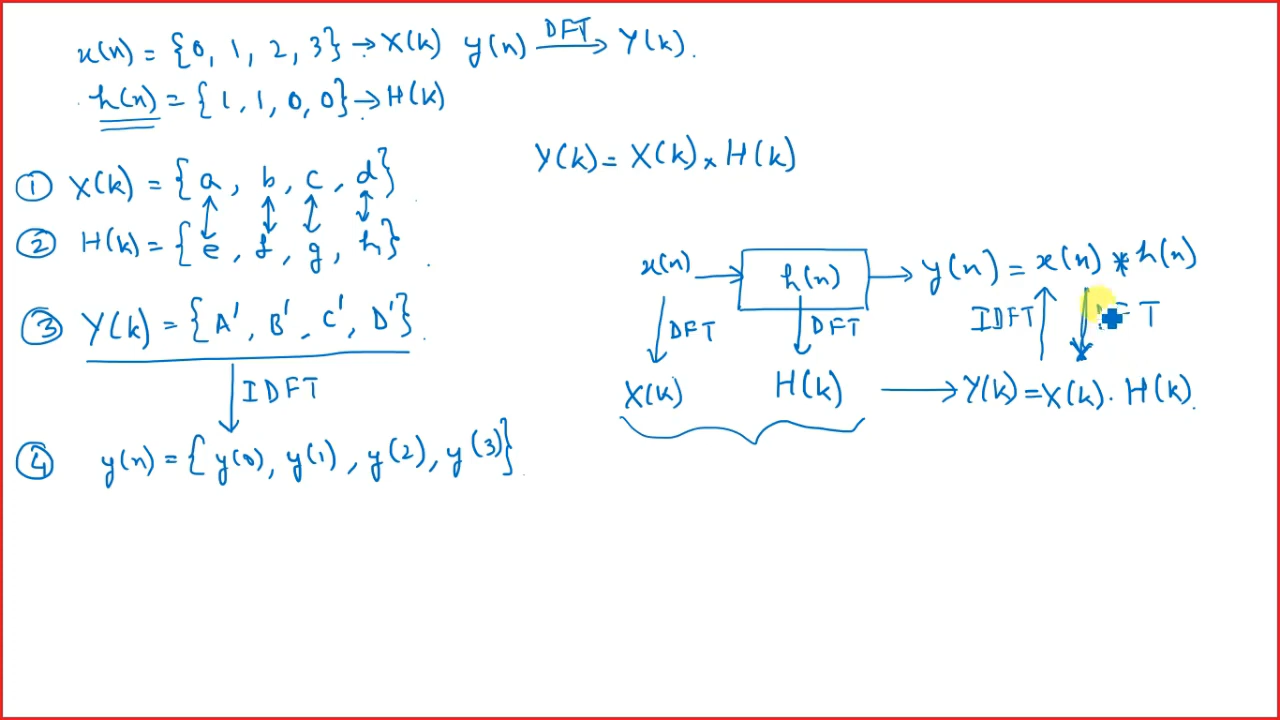 x(n) = {0, 1, 2, 3} → X(k) y(n) DFT→ Y(k).
h(n) = {1, 1, 0, 0} → H(k)
Y(k) = X(k) × H(k)
① X(k) = {a, b, c, d}
② H(k) = {e, f, g, h}
③ Y(k) = {A', B', C', D'}
IDFT
④ y(n) = {y(0), y(1), y(2), y(3)}
x(n) → h(n) → y(n) = x(n) * h(n)
DFT DFT IDFT
X(k) H(k) → Y(k) = X(k) . H(k)